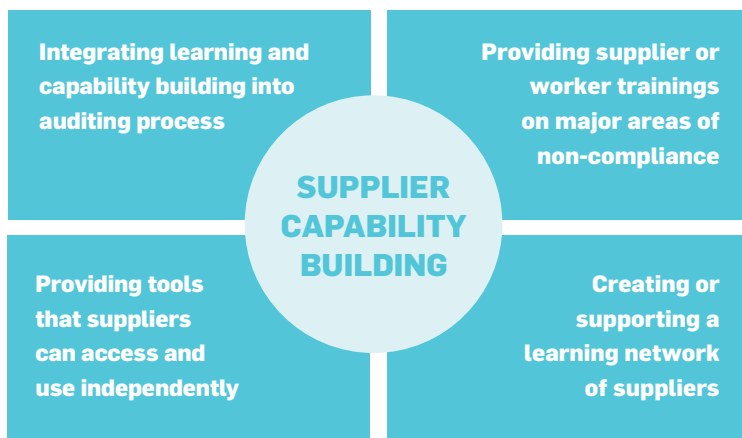 Integrating learning and
capability building into
auditing process
Providing supplier or
worker trainings
on major areas of
non-compliance
SUPPLIER
CAPABILITY
BUILDING
Providing tools
that suppliers
can access and
use independently
Creating or
supporting a
learning network
of suppliers